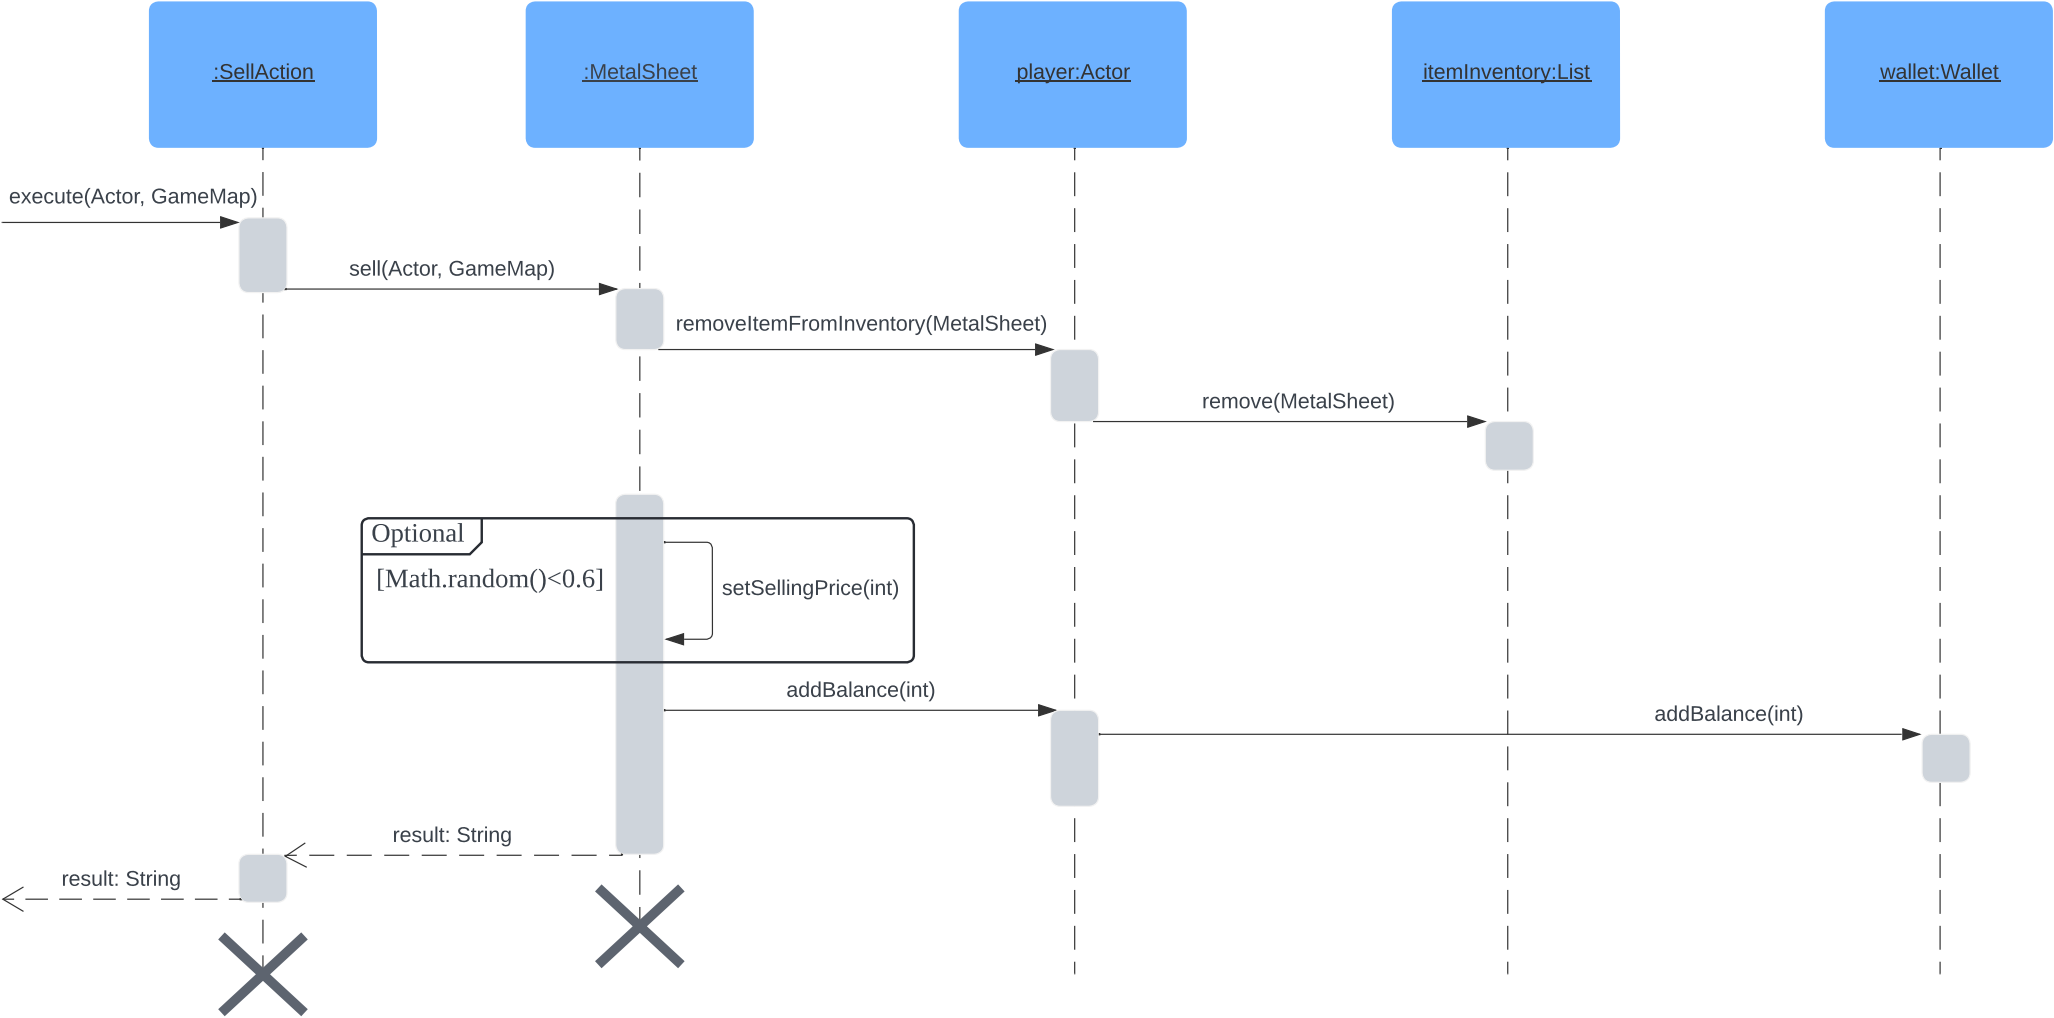 :SellAction
:MetalSheet
player:Actor
itemInventory:List
wallet:Wallet
execute(Actor, GameMap)
sell(Actor, GameMap)
removeItemFromInventory(MetalSheet)
remove(MetalSheet)
Optional
[Math.random()<0.6]
setSellingPrice(int)
addBalance(int)
addBalance(int)
result: String
result: String